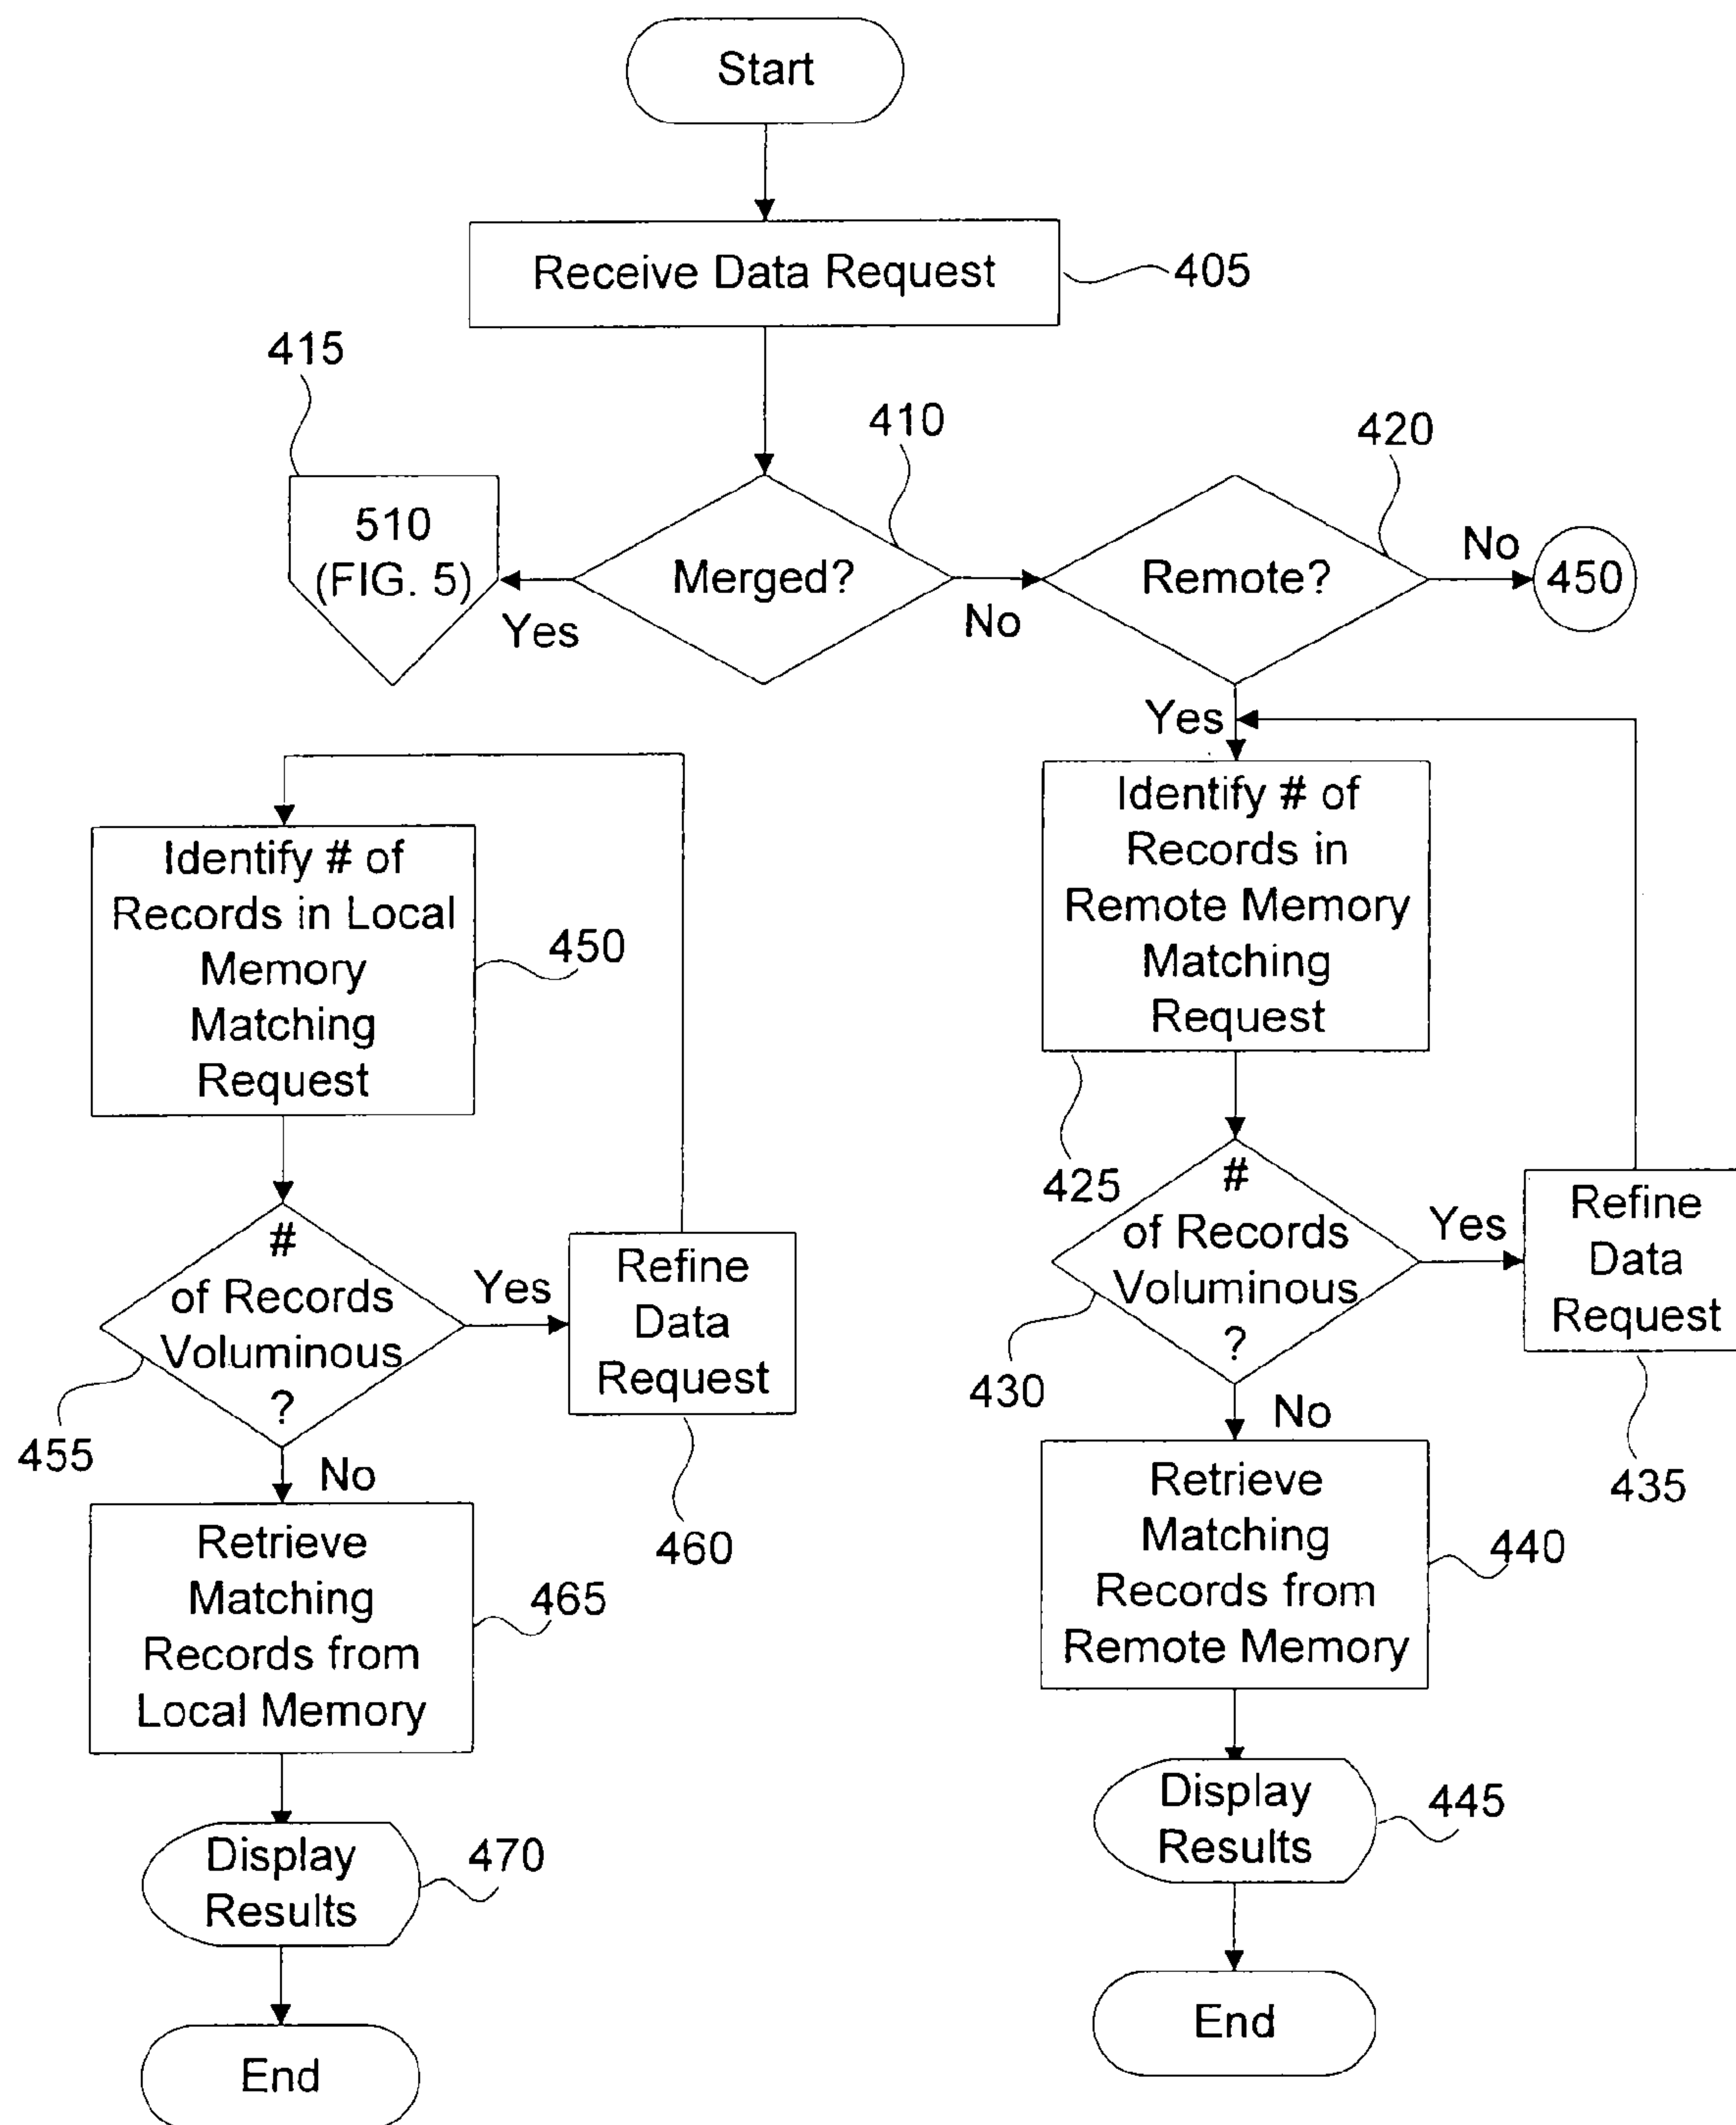 Start
Receive Data Request
405
415
410
420
510
(FIG. 5)
Yes
Merged?
No
Remote?
No
450
Yes
Identify # of
Records in
Remote Memory
Matching
Request
425
#
of Records
Voluminous
?
430
Yes
Refine
Data
Request
435
No
Retrieve
Matching
Records from
Remote Memory
440
Display
Results
445
End
Identify # of
Records in Local
Memory
Matching
Request
450
#
of Records
Voluminous
?
455
Yes
Refine
Data
Request
460
No
Retrieve
Matching
Records from
Local Memory
465
Display
Results
470
End